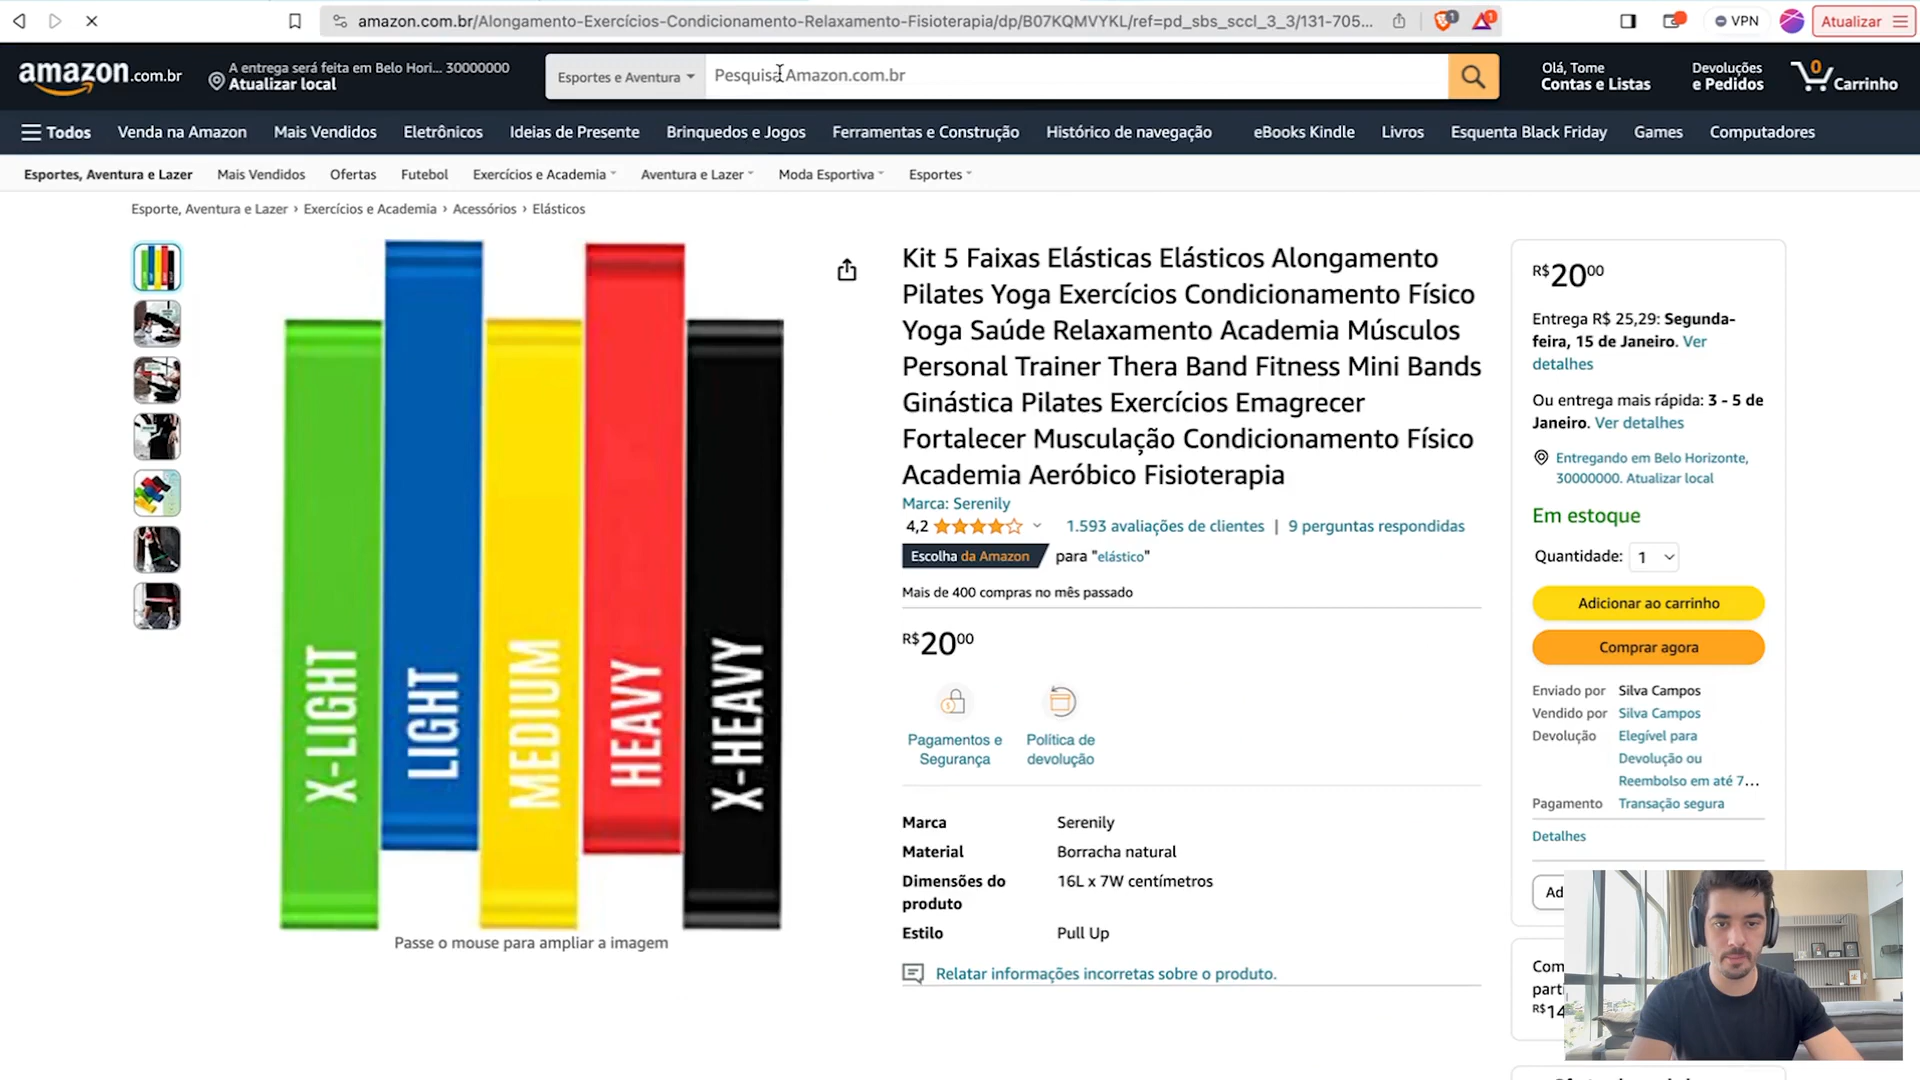 amazon.com.br/Alongamento-Exercícios-Condicionamento-Relaxamento-Fisioterapia/dp/B07KQMVYKL/ref=pd_sbs_sccl_3_3/131-705...
1
1
VPN
Atualizar
amazon.com.br
A entrega será feita em Belo Hori... 30000000
Atualizar local
Esportes e Aventura
Pesquisa Amazon.com.br
Olá, Tome
Contas e Listas
Devoluções
e Pedidos
0
Carrinho
Todos
Venda na Amazon
Mais Vendidos
Eletrônicos
Ideias de Presente
Brinquedos e Jogos
Ferramentas e Construção
Histórico de navegação
eBooks Kindle
Livros
Esquenta Black Friday
Games
Computadores
Esportes, Aventura e Lazer
Mais Vendidos
Ofertas
Futebol
Exercícios e Academia
Aventura e Lazer
Moda Esportiva
Esportes
Esporte, Aventura e Lazer › Exercícios e Academia › Acessórios › Elásticos
X-LIGHT
LIGHT
MEDIUM
HEAVY
X-HEAVY
Passe o mouse para ampliar a imagem
Kit 5 Faixas Elásticas Elásticos Alongamento
Pilates Yoga Exercícios Condicionamento Físico
Yoga Saúde Relaxamento Academia Músculos
Personal Trainer Thera Band Fitness Mini Bands
Ginástica Pilates Exercícios Emagrecer
Fortalecer Musculação Condicionamento Físico
Academia Aeróbico Fisioterapia
Marca: Serenily
4,2
1.593 avaliações de clientes | 9 perguntas respondidas
Escolha da Amazon para "elástico"
Mais de 400 compras no mês passado
R$2000
Pagamentos e
Segurança
Política de
devolução
Marca Serenily
Material Borracha natural
Dimensões do 16L x 7W centímetros
produto
Estilo Pull Up
Relatar informações incorretas sobre o produto.
R$2000
Entrega R$ 25,29: Segunda-
feira, 15 de Janeiro. Ver
detalhes
Ou entrega mais rápida: 3 - 5 de
Janeiro. Ver detalhes
Entregando em Belo Horizonte,
30000000. Atualizar local
Em estoque
Quantidade: 1
Adicionar ao carrinho
Comprar agora
Enviado por Silva Campos
Vendido por Silva Campos
Devolução Elegível para
Devolução ou
Reembolso em até 7...
Pagamento Transação segura
Detalhes
Ad
Com
parti
R$14